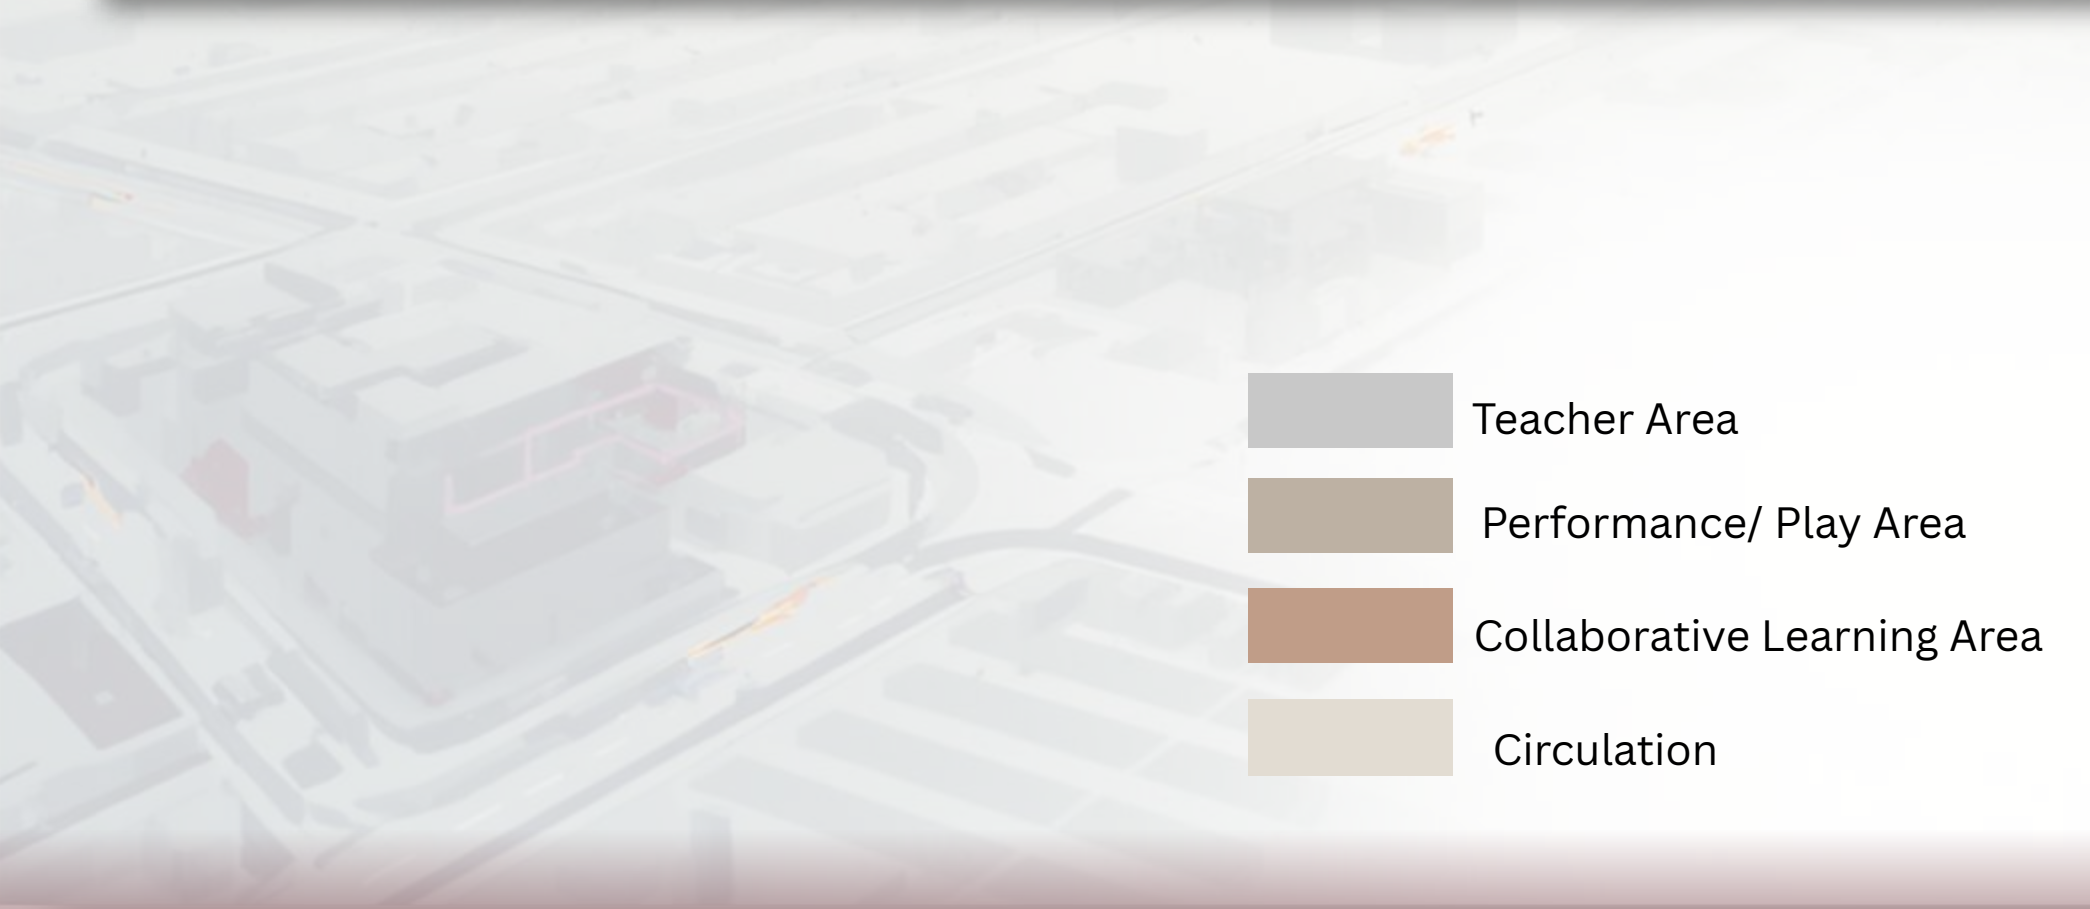 Teacher Area
Performance/ Play Area
Collaborative Learning Area
Circulation